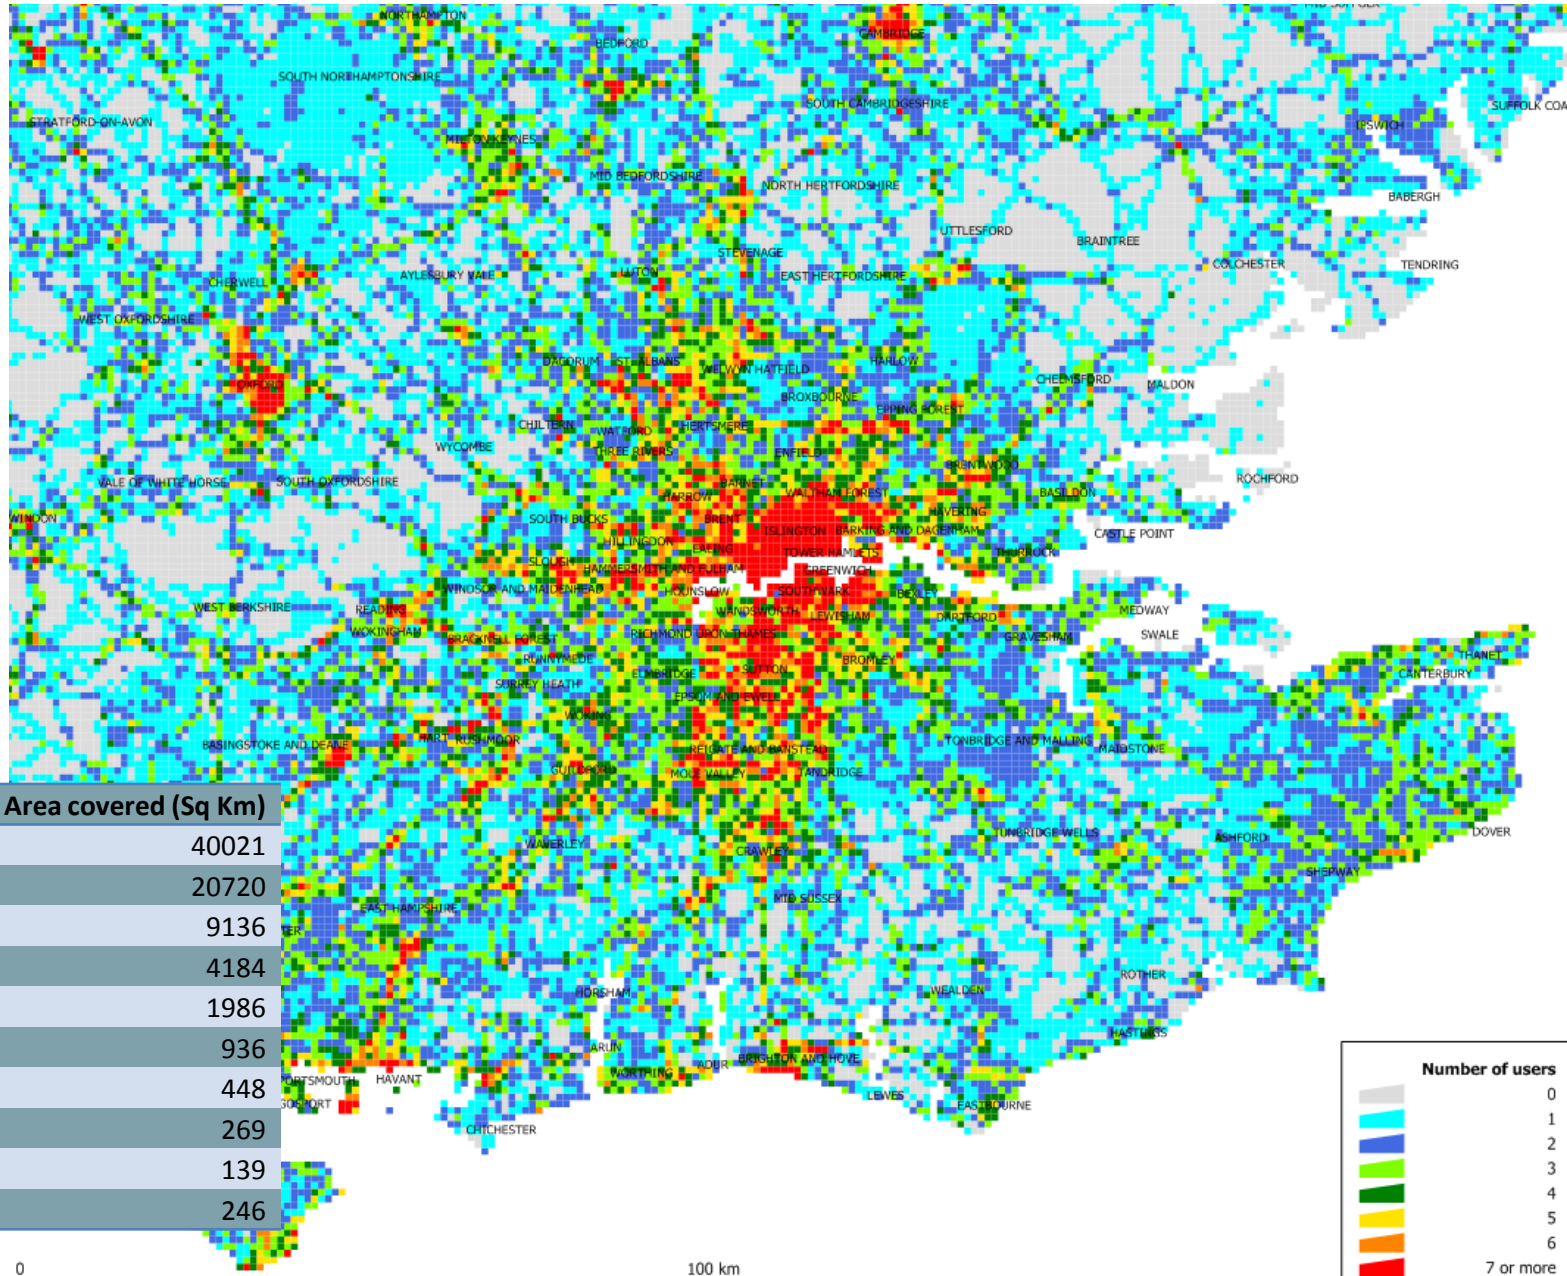 MID SUFFOLK
NORTHAMPTON
CAMBRIDGE
BEDFORD
SOUTH NORTHAMPTONSHIRE
SOUTH CAMBRIDGESHIRE
SUFFOLK COA
STRATFORD-ON-AVON
IPSWICH
MILTON KEYNES
MID BEDFORDSHIRE
NORTH HERTFORDSHIRE
BABERGH
UTTLESFORD
BRAINTREE
STEVENAGE
COLCHESTER
TENDRING
LUTON
AYLESBURY VALE
EAST HERTFORDSHIRE
CHERWELL
WEST OXFORDSHIRE
DACORUM
ST ALBANS
WELWYN HATFIELD
HARLOW
OXFORD
CHELMSFORD
MALDON
BROXBOURNE
EPPING FOREST
CHILTERN
WATFORD
HERTSMERE
WYCOMBE
THREE RIVERS
ENFIELD
BRENTWOOD
VALE OF WHITE HORSE
SOUTH OXFORDSHIRE
BARNET
ROCHFORD
HARROW
WALTHAM FOREST
BASILDON
WINDON
SOUTH BUCKS
BRENT
HAVERING
ISLINGTON
BARKING AND DAGENHAM
CASTLE POINT
HILLINGDON
EALING
TOWER HAMLETS
THURROCK
SLOUGH
HAMMERSMITH AND FULHAM
GREENWICH
WINDSOR AND MAIDENHEAD
HOUNSLOW
SOUTHWARK
BEXLEY
WEST BERKSHIRE
READING
WANDSWORTH
LEWISHAM
DARTFORD
MEDWAY
WOKINGHAM
BRACKNELL FOREST
RICHMOND UPON THAMES
GRAVESHAM
SWALE
RUNNYMEDE
BROMLEY
THANET
ELMBRIDGE
SUTTON
CANTERBURY
SURREY HEATH
EPSOM AND EWELL
WOKING
BASINGSTOKE AND DEANE
HART
RUSHMOOR
REIGATE AND BANSTEAD
TONBRIDGE AND MALLING
MAIDSTONE
GUILDFORD
MOLE VALLEY
TANDRIDGE
Area covered (Sq Km)
40021
20720
9136
4184
1986
936
448
269
139
246
WAVERLEY
CRAWLEY
TUNBRIDGE WELLS
ASHFORD
DOVER
SHEPWAY
EAST HAMPSHIRE
MID SUSSEX
TER
HORSHAM
WEALDEN
ROTHER
HASTINGS
ARUN
ADUR
BRIGHTON AND HOVE
WORTHING
PORTSMOUTH
HAVANT
GOSPORT
LEWES
EASTBOURNE
CHICHESTER
Number of users
0
1
2
3
4
5
6
7 or more
0
100 km